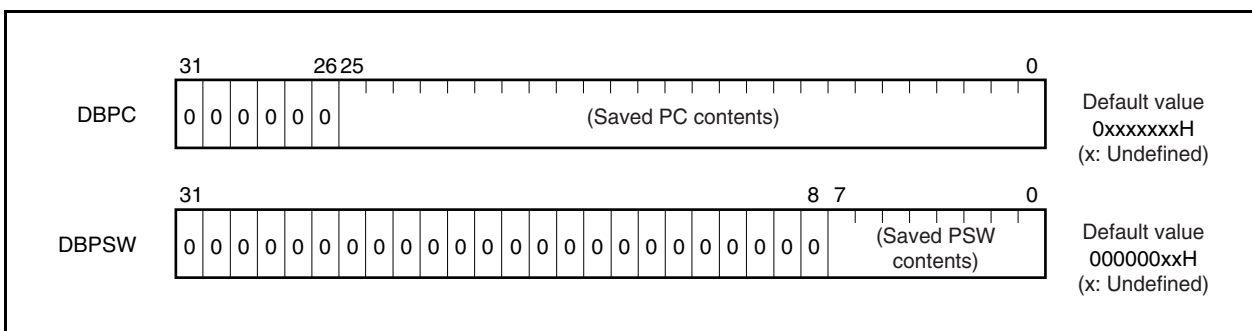 31 26 25 0
DBPC 0 0 0 0 0 0 (Saved PC contents)
Default value
0xxxxxxxH
(x: Undefined)
31 8 7 0
DBPSW 0 0 0 0 0 0 0 0 0 0 0 0 0 0 0 0 0 0 0 0 0 0 0 0 (Saved PSW
contents)
Default value
000000xxH
(x: Undefined)